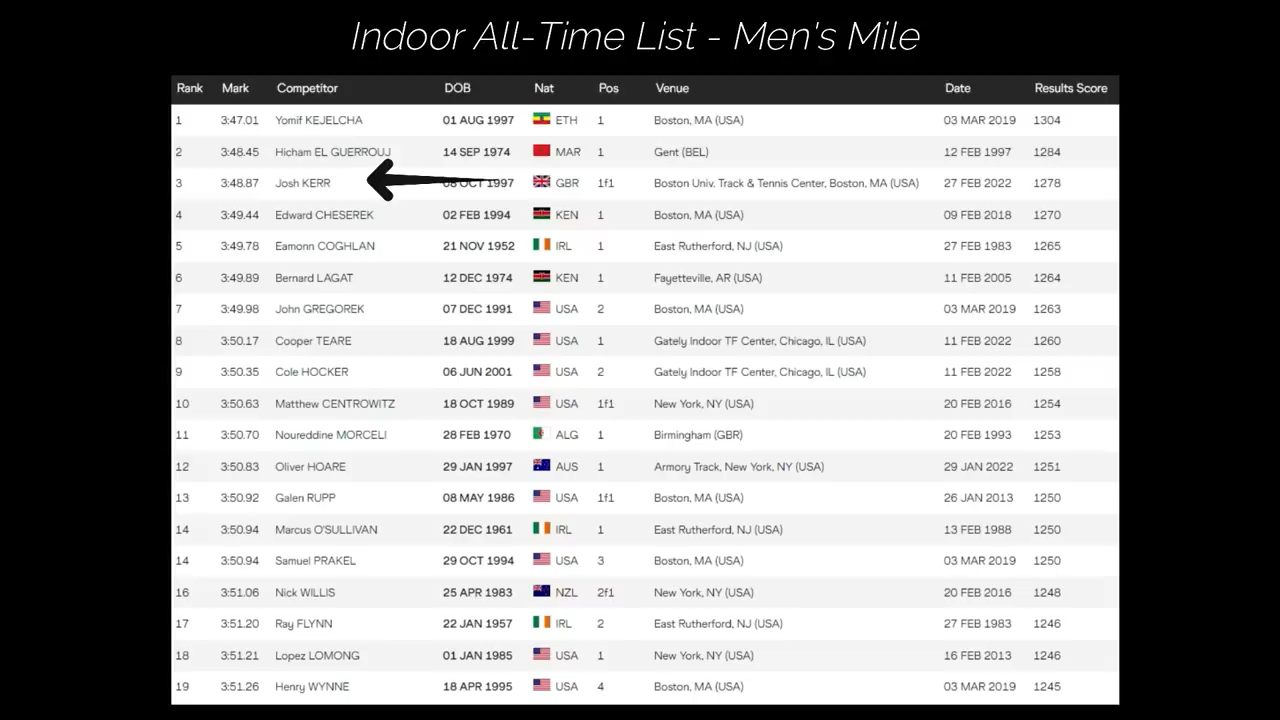 Indoor All-Time List - Men's Mile
Rank Mark Competitor DOB Nat Pos Venue Date Results Score
1 3:47.01 Yomif KEJELCHA 01 AUG 1997 ETH 1 Boston, MA (USA) 03 MAR 2019 1304
2 3:48.45 Hicham EL GUERROUJ 14 SEP 1974 MAR 1 Gent (BEL) 12 FEB 1997 1284
3 3:48.87 Josh KERR 08 OCT 1997 GBR 1f1 Boston Univ. Track & Tennis Center, Boston, MA (USA) 27 FEB 2022 1278
4 3:49.44 Edward CHESEREK 02 FEB 1994 KEN 1 Boston, MA (USA) 09 FEB 2018 1270
5 3:49.78 Eamonn COGHLAN 21 NOV 1952 IRL 1 East Rutherford, NJ (USA) 27 FEB 1983 1265
6 3:49.89 Bernard LAGAT 12 DEC 1974 KEN 1 Fayetteville, AR (USA) 11 FEB 2005 1264
7 3:49.98 John GREGOREK 07 DEC 1991 USA 2 Boston, MA (USA) 03 MAR 2019 1263
8 3:50.17 Cooper TEARE 18 AUG 1999 USA 1 Gately Indoor TF Center, Chicago, IL (USA) 11 FEB 2022 1260
9 3:50.35 Cole HOCKER 06 JUN 2001 USA 2 Gately Indoor TF Center, Chicago, IL (USA) 11 FEB 2022 1258
10 3:50.63 Matthew CENTROWITZ 18 OCT 1989 USA 1f1 New York, NY (USA) 20 FEB 2016 1254
11 3:50.70 Noureddine MORCELI 28 FEB 1970 ALG 1 Birmingham (GBR) 20 FEB 1993 1253
12 3:50.83 Oliver HOARE 29 JAN 1997 AUS 1 Armory Track, New York, NY (USA) 29 JAN 2022 1251
13 3:50.92 Galen RUPP 08 MAY 1986 USA 1f1 Boston, MA (USA) 26 JAN 2013 1250
14 3:50.94 Marcus O'SULLIVAN 22 DEC 1961 IRL 1 East Rutherford, NJ (USA) 13 FEB 1988 1250
14 3:50.94 Samuel PRAKEL 29 OCT 1994 USA 3 Boston, MA (USA) 03 MAR 2019 1250
16 3:51.06 Nick WILLIS 25 APR 1983 NZL 2f1 New York, NY (USA) 20 FEB 2016 1248
17 3:51.20 Ray FLYNN 22 JAN 1957 IRL 2 East Rutherford, NJ (USA) 27 FEB 1983 1246
18 3:51.21 Lopez LOMONG 01 JAN 1985 USA 1 New York, NY (USA) 16 FEB 2013 1246
19 3:51.26 Henry WYNNE 18 APR 1995 USA 4 Boston, MA (USA) 03 MAR 2019 1245